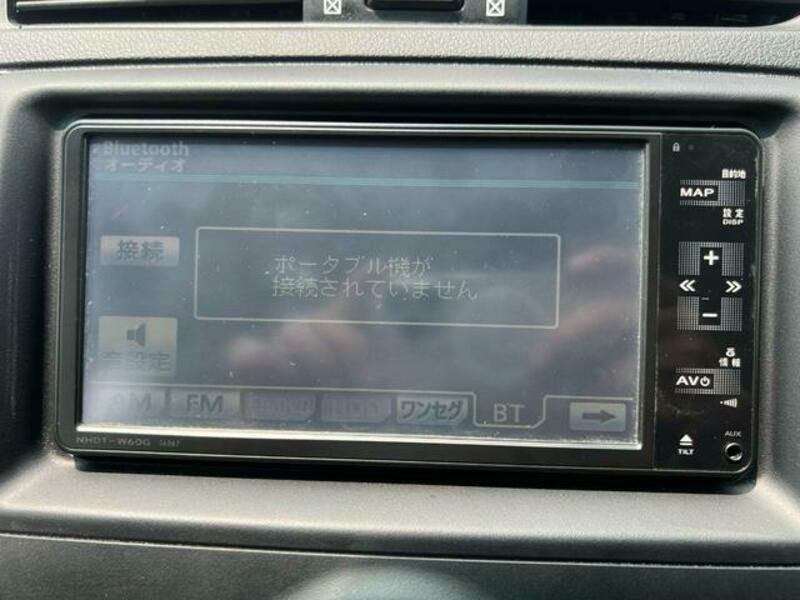 Bluetooth
オーディオ
接続
ポータブル機が
接続されていません
音設定
AM
FM
ワンセグ
BT
NHDT-W60G
目的地
MAP
設定
DISP
情報
AV
TILT
AUX